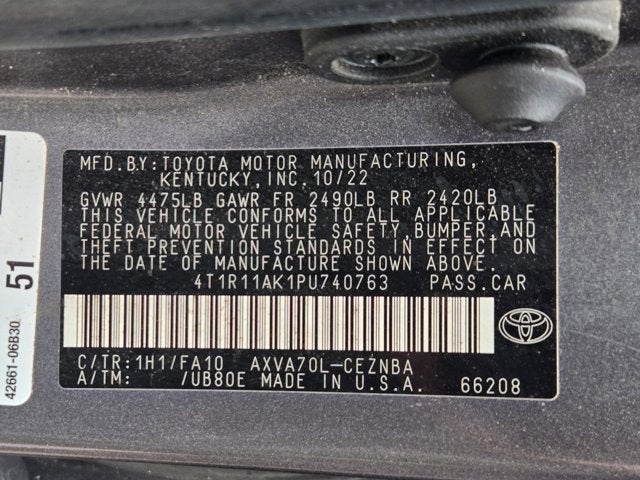 MFD.BY:TOYOTA MOTOR MANUFACTURING,
KENTUCKY,INC.10/22
GVWR 4475LB GAWR FR 2490LB RR 2420LB
THIS VEHICLE CONFORMS TO ALL APPLICABLE
FEDERAL MOTOR VEHICLE SAFETY, BUMPER,AND
THEFT PREVENTION STANDARDS IN EFFECT ON
THE DATE OF MANUFACTURE SHOWN ABOVE.
4T1R11AK1PU740763 PASS.CAR
C/TR:1H1/FA10 AXVA70L-CEZNBA
A/TM: /UB80E MADE IN U.S.A. 66208
51
42661-06B30